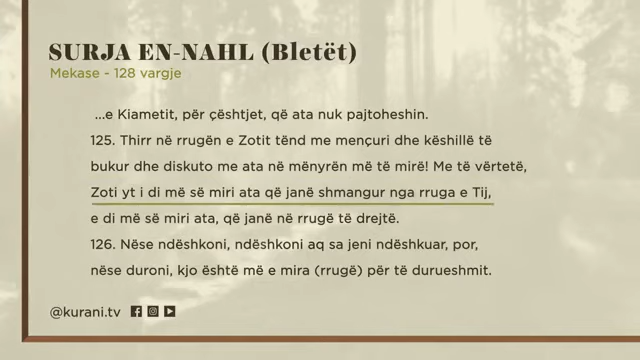 SURJA EN-NAHL (Bletët)
Mekase - 128 vargje
...e Kiametit, për çështjet, që ata nuk pajtoheshin.
125. Thirr në rrugën e Zotit tënd me mençuri dhe këshillë të
bukur dhe diskuto me ata në mënyrën më të mirë! Me të vërtetë,
Zoti yt i di më së miri ata që janë shmangur nga rruga e Tij,
e di më së miri ata, që janë në rrugë të drejtë.
126. Nëse ndëshkoni, ndëshkoni aq sa jeni ndëshkuar, por,
nëse duroni, kjo është më e mira (rrugë) për të durueshmit.
@kurani.tv